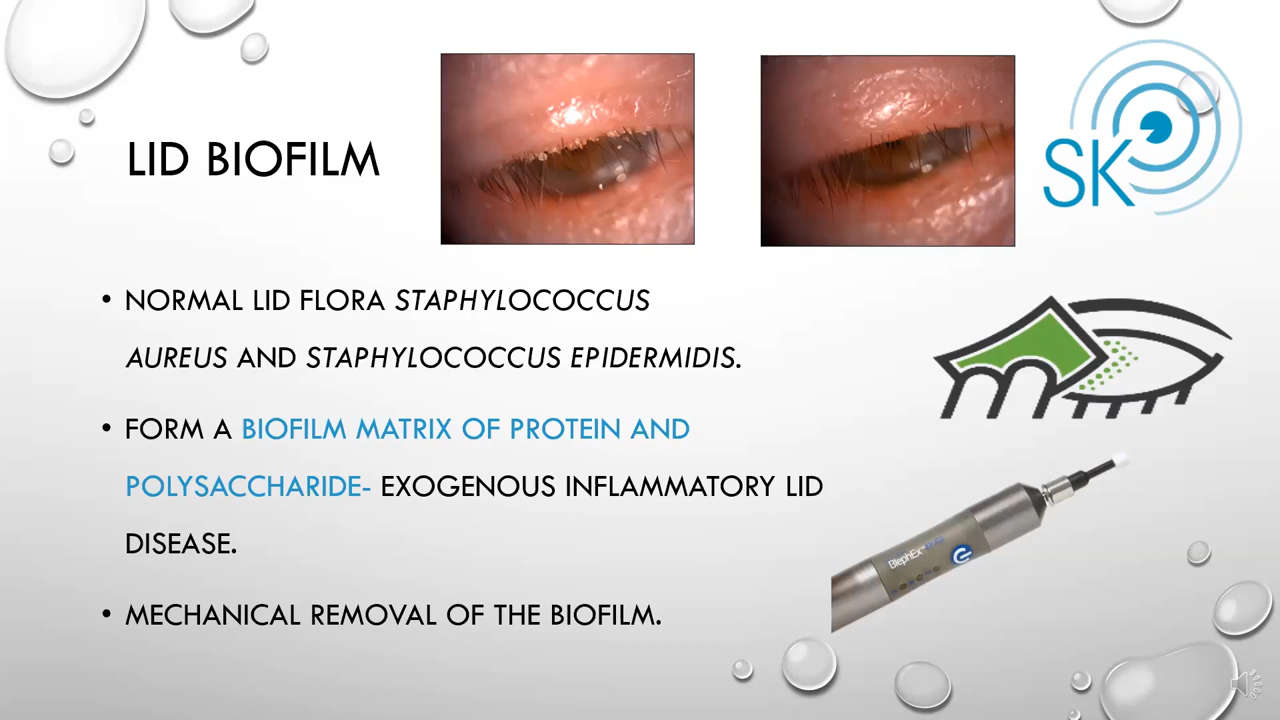 SK
LID BIOFILM
• NORMAL LID FLORA STAPHYLOCOCCUS
AUREUS AND STAPHYLOCOCCUS EPIDERMIDIS.
• FORM A BIOFILM MATRIX OF PROTEIN AND
POLYSACCHARIDE- EXOGENOUS INFLAMMATORY LID
DISEASE.
BlephEx
• MECHANICAL REMOVAL OF THE BIOFILM.